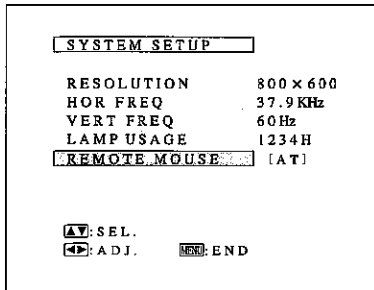 SYSTEM SETUP
RESOLUTION 800×600
HOR FREQ 37.9KHz
VERT FREQ 60Hz
LAMP USAGE 1234H
REMOTE MOUSE [AT]
▲▼:SEL.
◀▶:ADJ. MENU:END